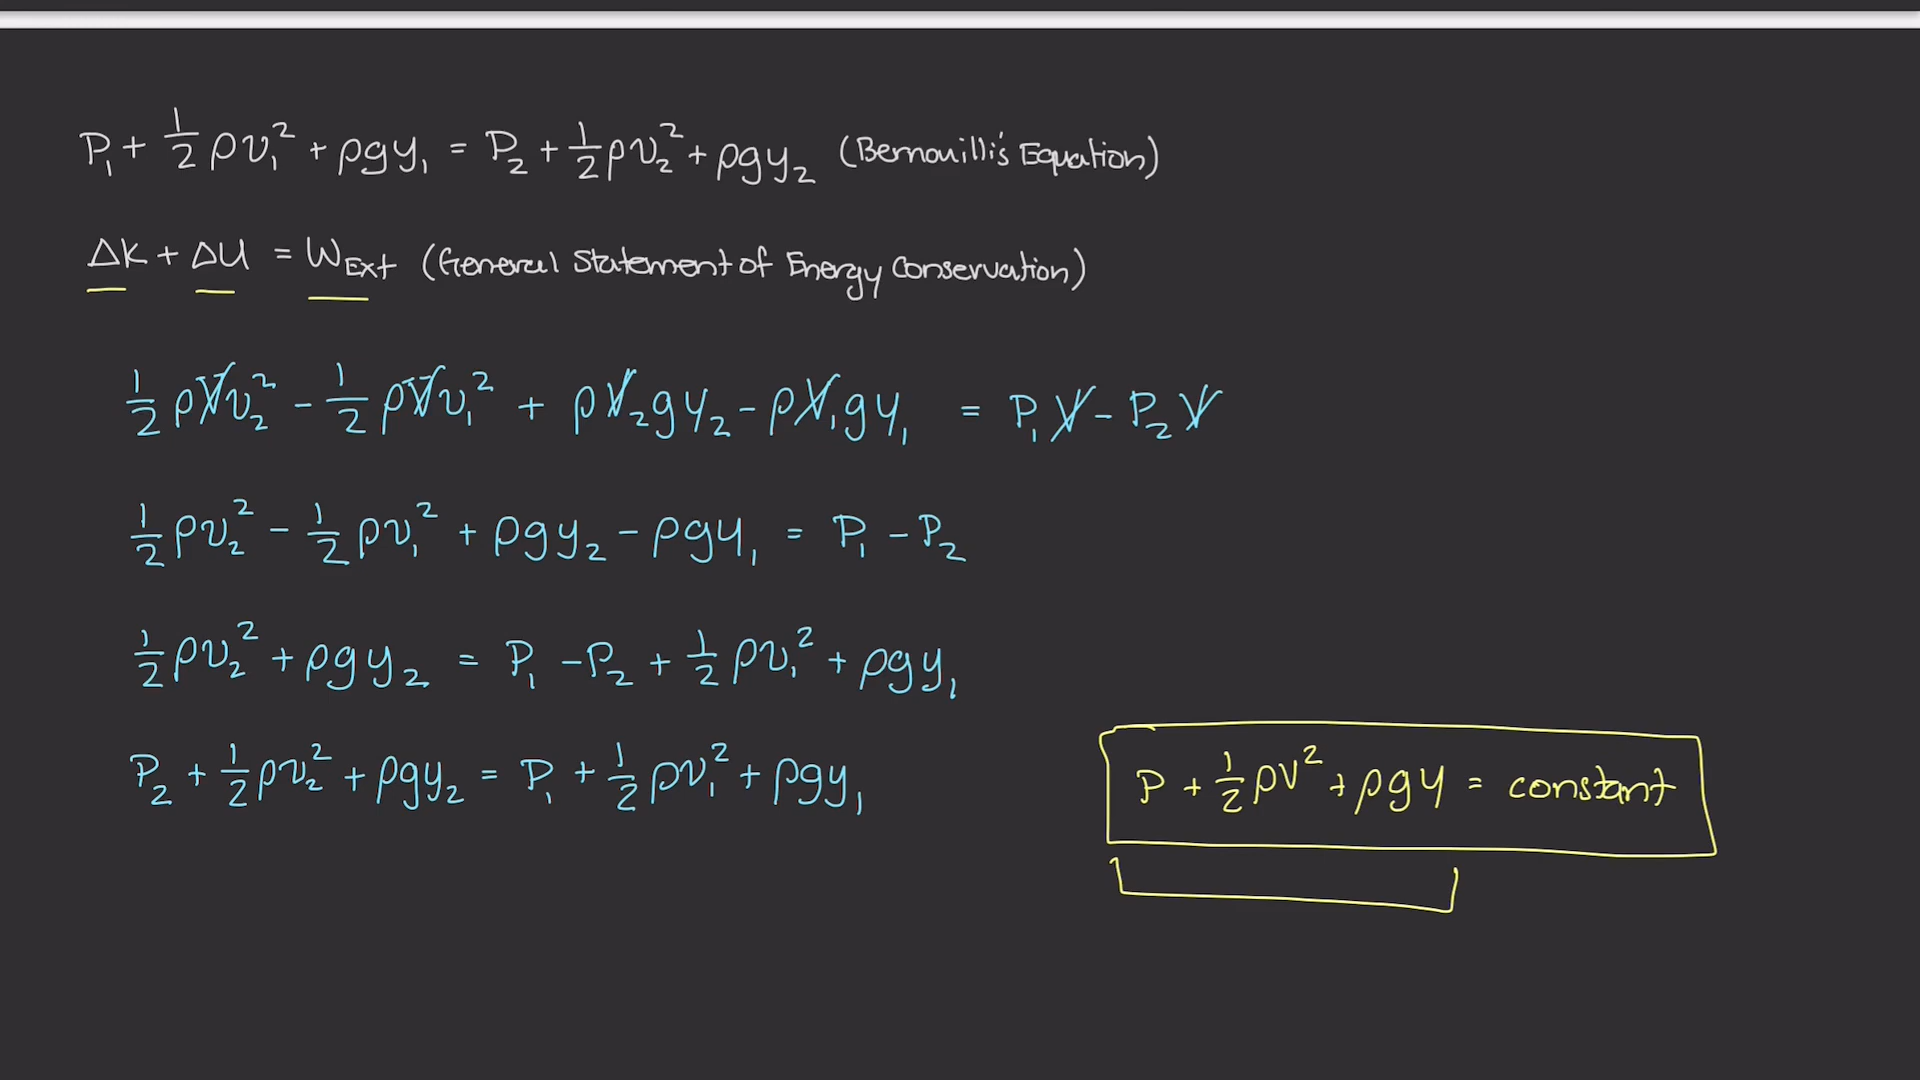 P₁ + ½ρv₁² + ρgy₁ = P₂ + ½ρv₂² + ρgy₂ (Bernouilli's Equation)
ΔK + ΔU = W_Ext (General Statement of Energy Conservation)
½ρVv₂² - ½ρVv₁² + ρV₂gy₂ - ρV₁gy₁ = P₁V - P₂V
½ρv₂² - ½ρv₁² + ρgy₂ - ρgy₁ = P₁ - P₂
½ρv₂² + ρgy₂ = P₁ - P₂ + ½ρv₁² + ρgy₁
P₂ + ½ρv₂² + ρgy₂ = P₁ + ½ρv₁² + ρgy₁
P + ½ρv² + ρgy = constant